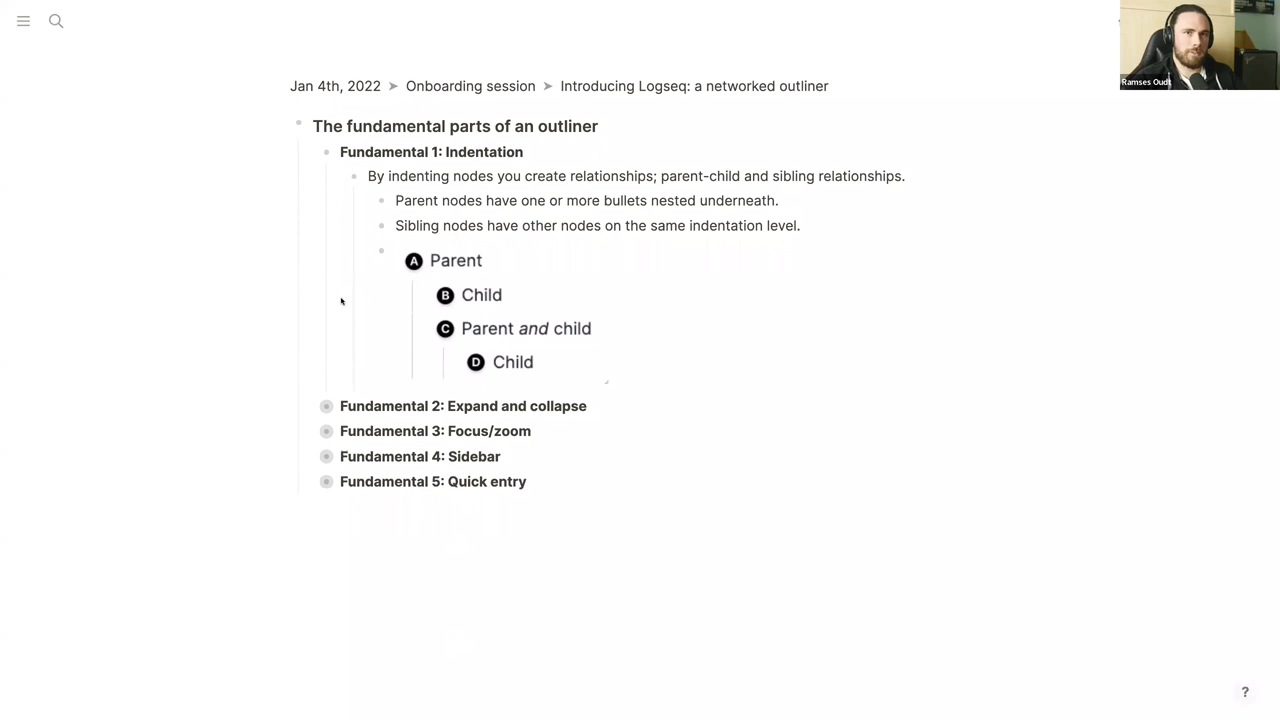 Ramses Oudt
Jan 4th, 2022 ➤ Onboarding session ➤ Introducing Logseq: a networked outliner
The fundamental parts of an outliner
Fundamental 1: Indentation
By indenting nodes you create relationships; parent-child and sibling relationships.
Parent nodes have one or more bullets nested underneath.
Sibling nodes have other nodes on the same indentation level.
A Parent
B Child
C Parent and child
D Child
Fundamental 2: Expand and collapse
Fundamental 3: Focus/zoom
Fundamental 4: Sidebar
Fundamental 5: Quick entry
?